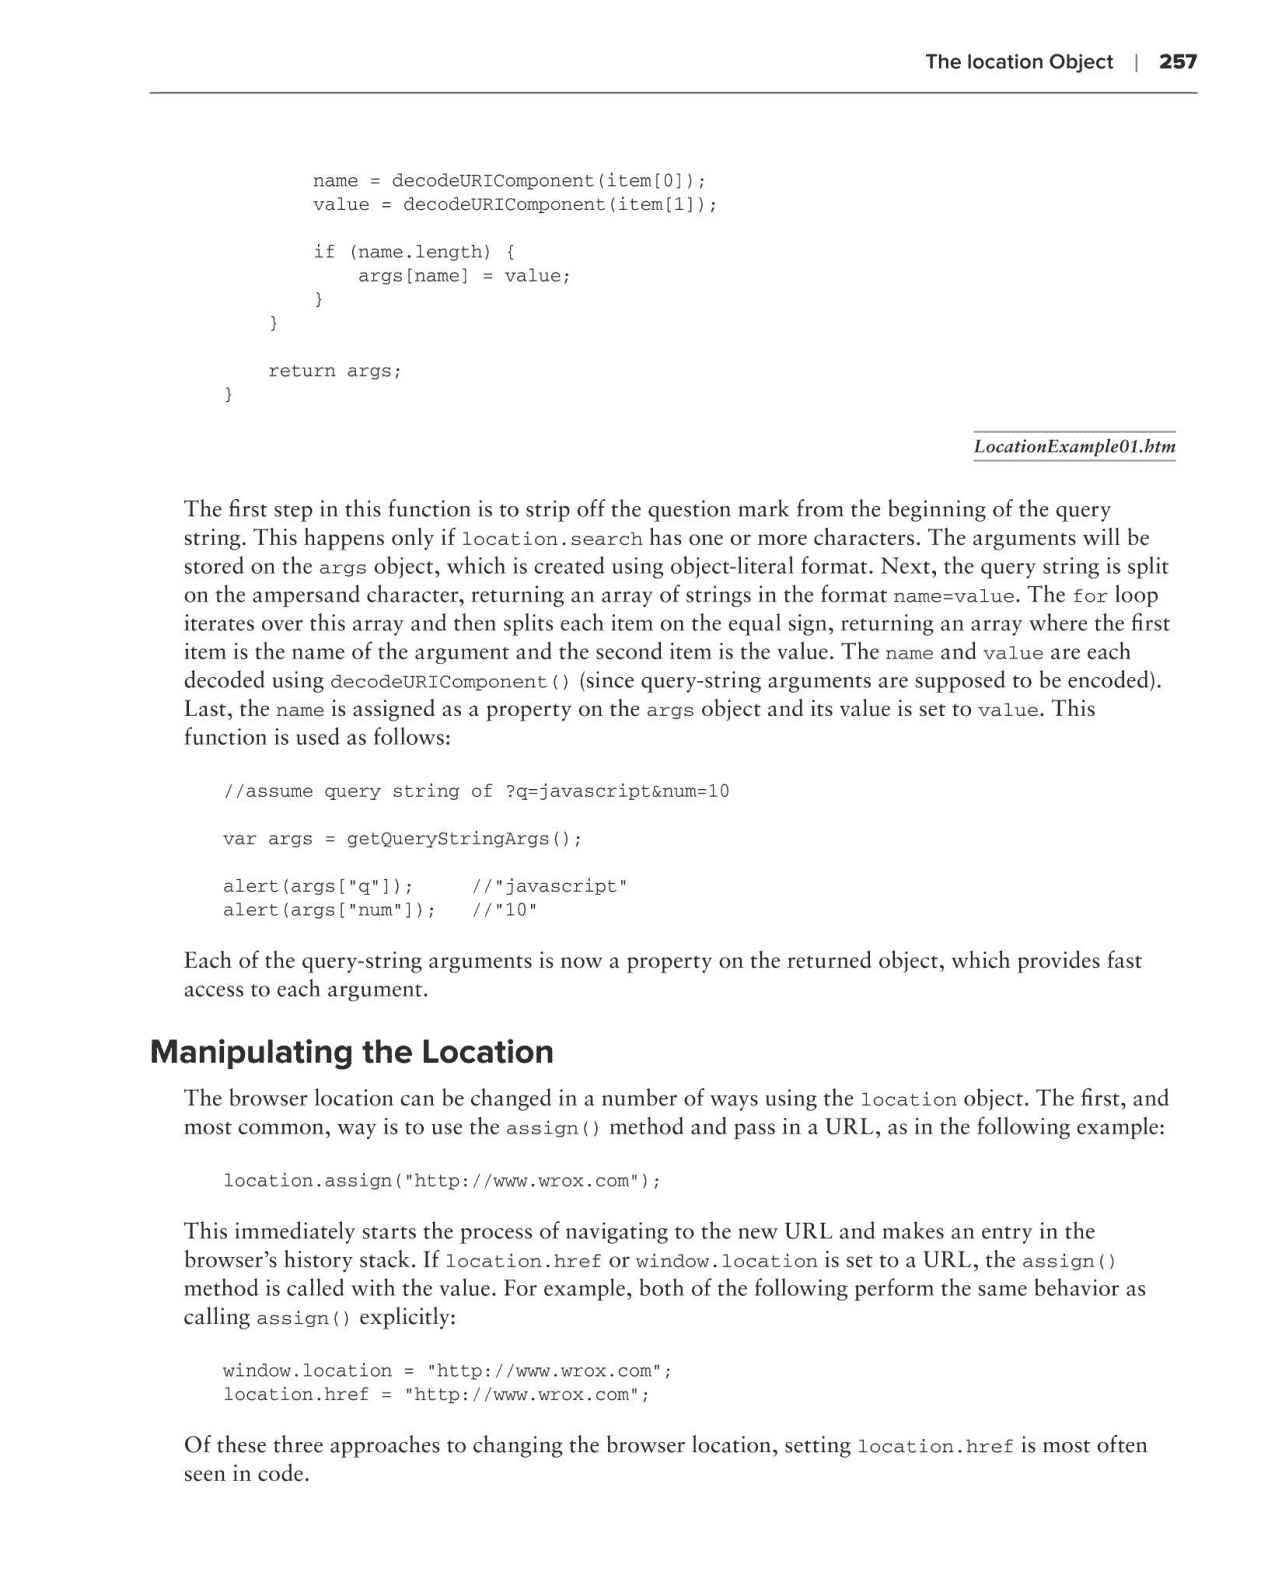 The location Object | 257
name = decodeURIComponent(item[0]);
value = decodeURIComponent(item[1]);
if (name.length) {
args[name] = value;
}
}
return args;
}
LocationExample01.htm
The first step in this function is to strip off the question mark from the beginning of the query
string. This happens only if location.search has one or more characters. The arguments will be
stored on the args object, which is created using object-literal format. Next, the query string is split
on the ampersand character, returning an array of strings in the format name=value. The for loop
iterates over this array and then splits each item on the equal sign, returning an array where the first
item is the name of the argument and the second item is the value. The name and value are each
decoded using decodeURIComponent() (since query-string arguments are supposed to be encoded).
Last, the name is assigned as a property on the args object and its value is set to value. This
function is used as follows:
//assume query string of ?q=javascript&num=10
var args = getQueryStringArgs();
alert(args["q"]);     //"javascript"
alert(args["num"]);   //"10"
Each of the query-string arguments is now a property on the returned object, which provides fast
access to each argument.
Manipulating the Location
The browser location can be changed in a number of ways using the location object. The first, and
most common, way is to use the assign() method and pass in a URL, as in the following example:
location.assign("http://www.wrox.com");
This immediately starts the process of navigating to the new URL and makes an entry in the
browser's history stack. If location.href or window.location is set to a URL, the assign()
method is called with the value. For example, both of the following perform the same behavior as
calling assign() explicitly:
window.location = "http://www.wrox.com";
location.href = "http://www.wrox.com";
Of these three approaches to changing the browser location, setting location.href is most often
seen in code.